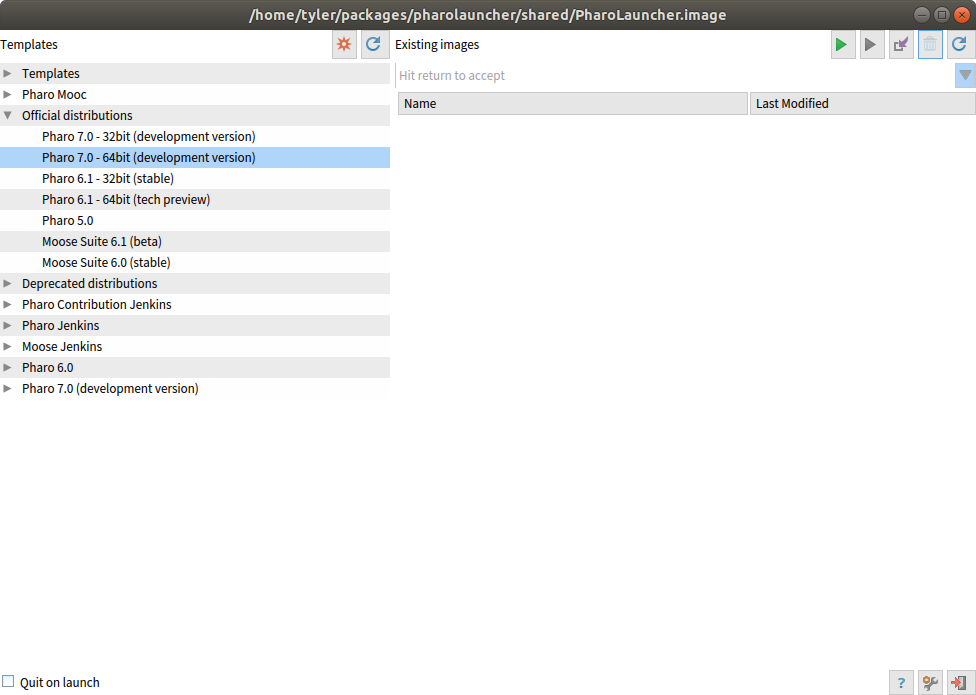 /home/tyler/packages/pharolauncher/shared/PharoLauncher.image
Templates
Existing images
Templates
Pharo Mooc
Official distributions
Pharo 7.0 - 32bit (development version)
Pharo 7.0 - 64bit (development version)
Pharo 6.1 - 32bit (stable)
Pharo 6.1 - 64bit (tech preview)
Pharo 5.0
Moose Suite 6.1 (beta)
Moose Suite 6.0 (stable)
Deprecated distributions
Pharo Contribution Jenkins
Pharo Jenkins
Moose Jenkins
Pharo 6.0
Pharo 7.0 (development version)
Hit return to accept
Name
Last Modified
Quit on launch
?